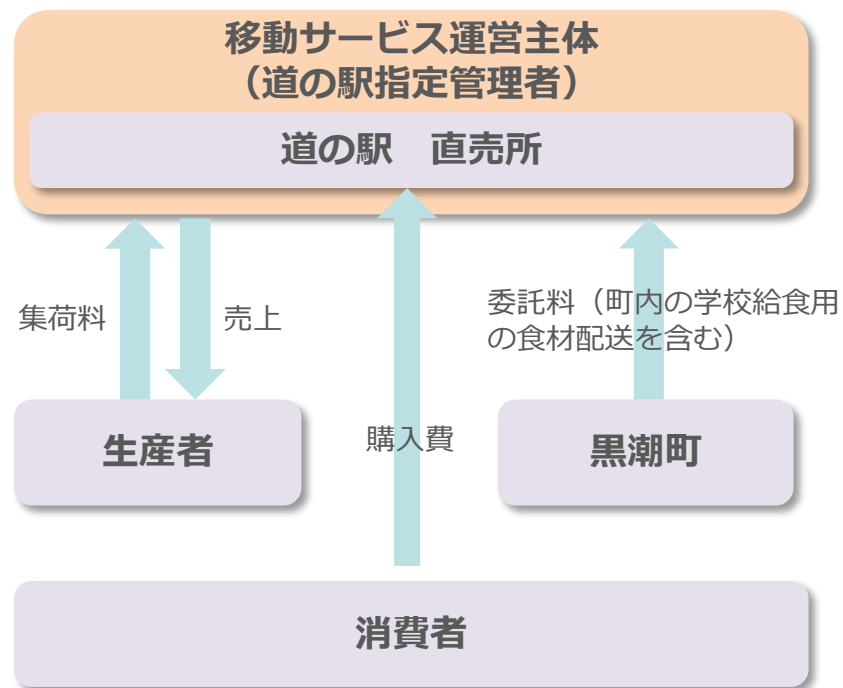 移動サービス運営主体
（道の駅指定管理者）
道の駅　直売所
集荷料
売上
委託料（町内の学校給食用
の食材配送を含む）
購入費
生産者
黒潮町
消費者